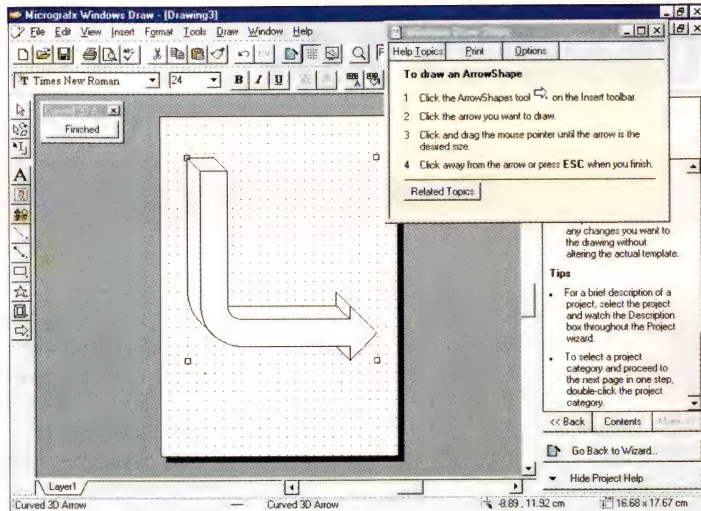 Micrografx Windows Draw - [Drawing3]
File Edit View Insert Format Tools Draw Window Help
Help Topics Print Options
T Times New Roman 24 B I U
To draw an ArrowShape
1 Click the ArrowShapes tool on the Insert toolbar.
2 Click the arrow you want to draw.
3 Click and drag the mouse pointer until the arrow is the
desired size.
4 Click away from the arrow or press ESC when you finish.
Related Topics
Curved 3D A
Finished
A
any changes you want to
the drawing without
altering the actual template.
Tips
• For a brief description of a
project, select the project
and watch the Description
box throughout the Project
wizard.
• To select a project
category and proceed to
the next page in one step,
double-click the project
category.
<< Back Contents
Go Back to Wizard...
Hide Project Help
Layer1
Curved 3D Arrow — Curved 3D Arrow -8.89 , 11.92 cm 16.68 x 17.67 cm